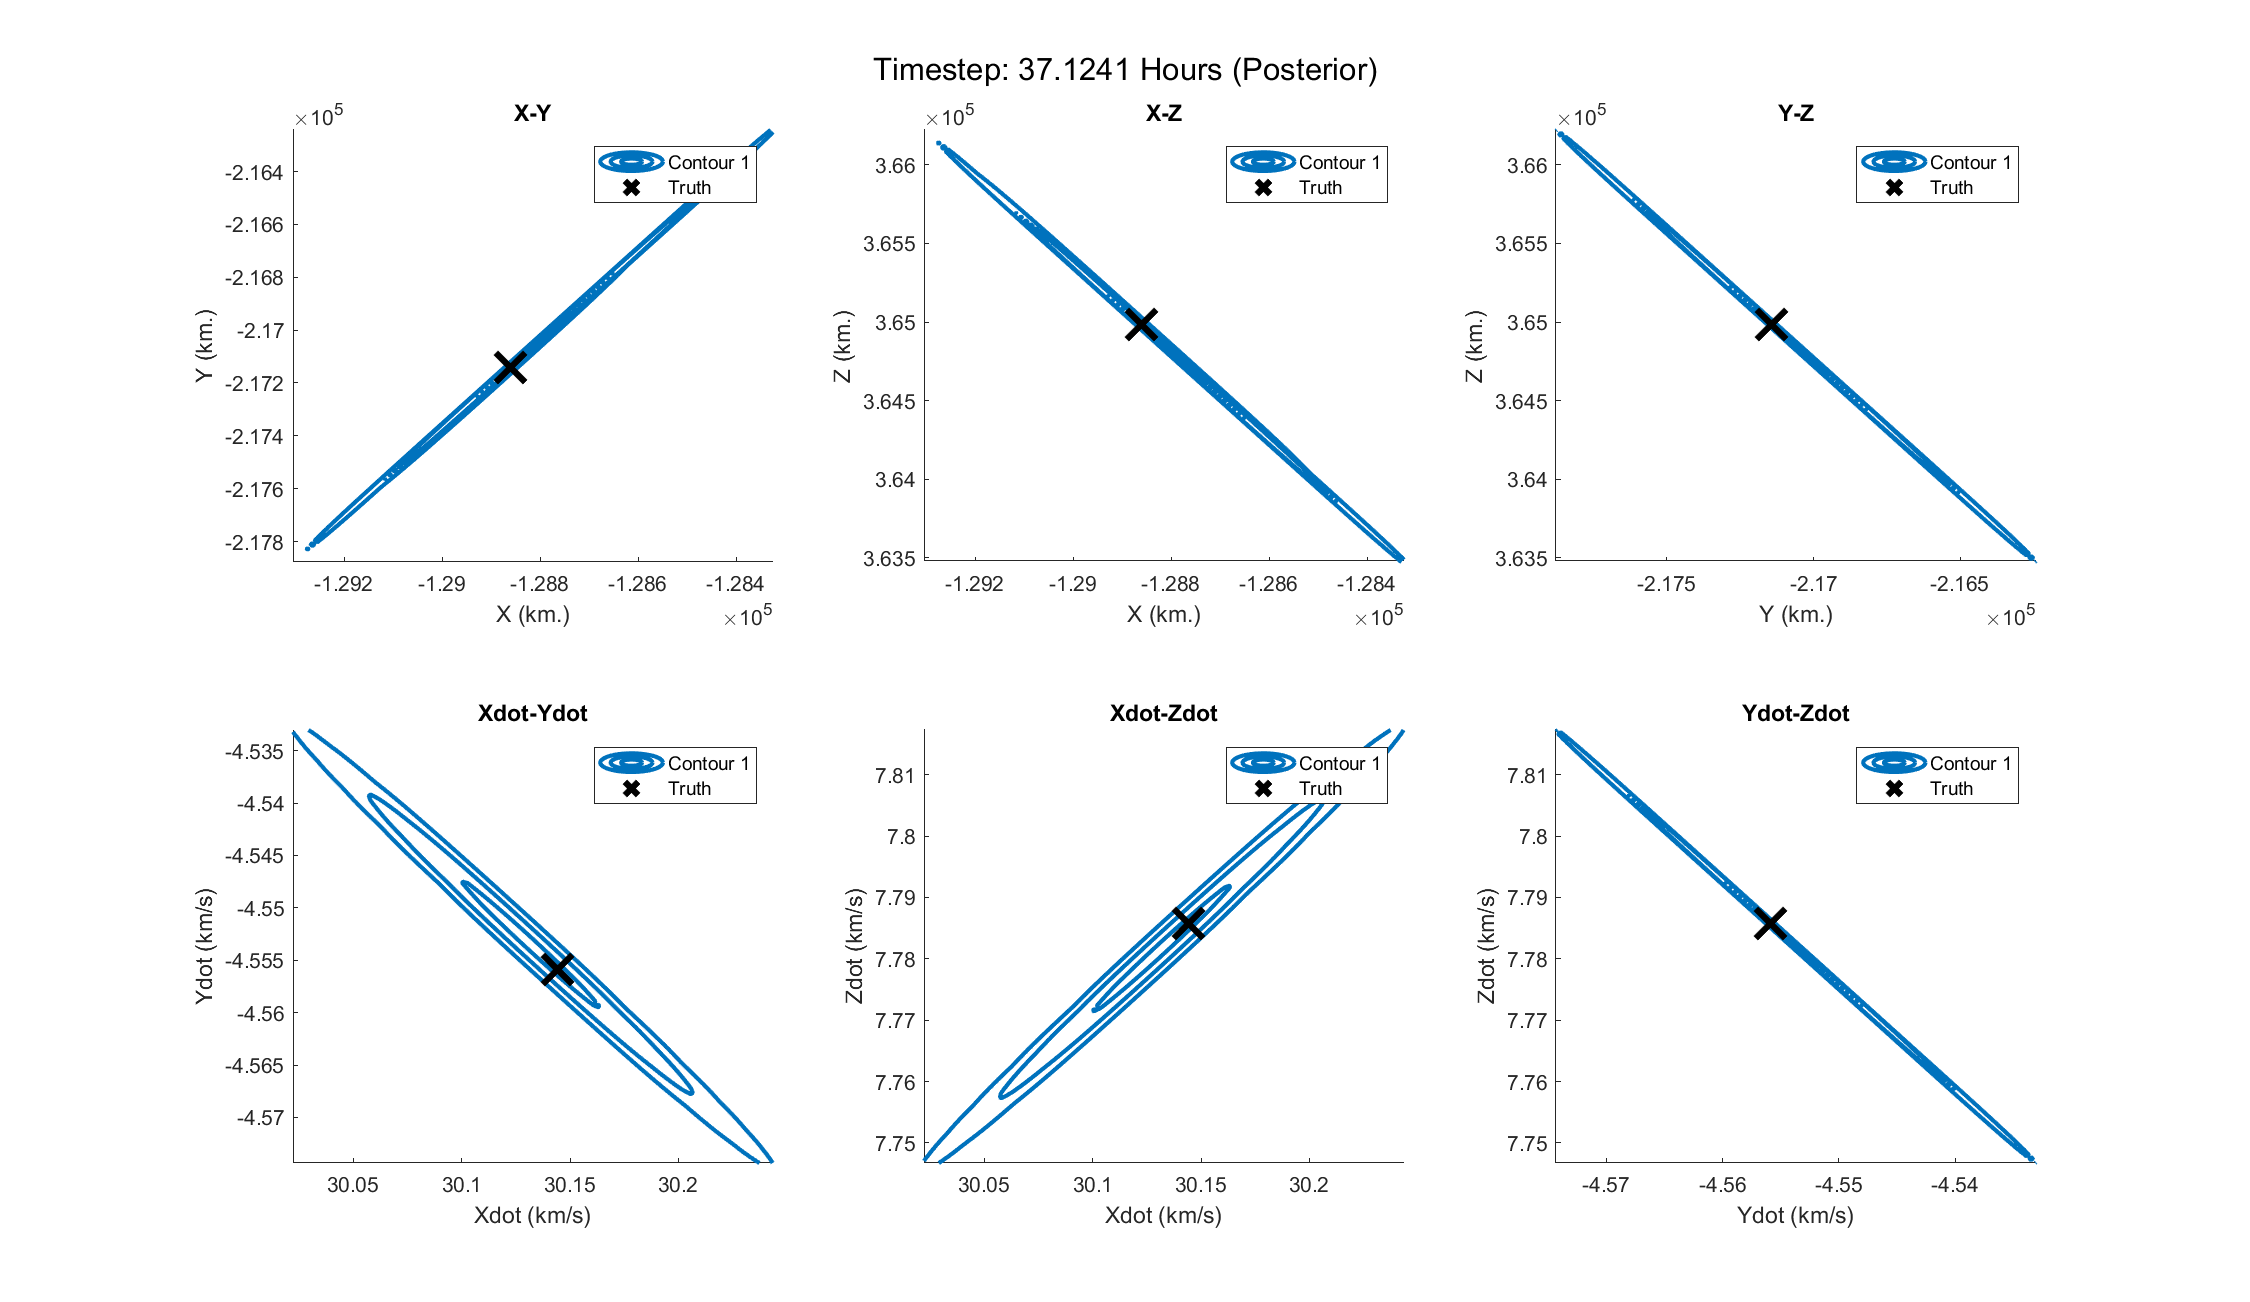 Timestep: 37.1241 Hours (Posterior)
X-Y
×10^5
Contour 1
Truth
-2.164
-2.166
-2.168
-2.17
-2.172
-2.174
-2.176
-2.178
Y (km.)
-1.292
-1.29
-1.288
-1.286
-1.284
X (km.)
×10^5
X-Z
×10^5
Contour 1
Truth
3.66
3.655
3.65
3.645
3.64
3.635
Z (km.)
-1.292
-1.29
-1.288
-1.286
-1.284
X (km.)
×10^5
Y-Z
×10^5
Contour 1
Truth
3.66
3.655
3.65
3.645
3.64
3.635
Z (km.)
-2.175
-2.17
-2.165
Y (km.)
×10^5
Xdot-Ydot
Contour 1
Truth
-4.535
-4.54
-4.545
-4.55
-4.555
-4.56
-4.565
-4.57
Ydot (km/s)
30.05
30.1
30.15
30.2
Xdot (km/s)
Xdot-Zdot
Contour 1
Truth
7.81
7.8
7.79
7.78
7.77
7.76
7.75
Zdot (km/s)
30.05
30.1
30.15
30.2
Xdot (km/s)
Ydot-Zdot
Contour 1
Truth
7.81
7.8
7.79
7.78
7.77
7.76
7.75
Zdot (km/s)
-4.57
-4.56
-4.55
-4.54
Ydot (km/s)